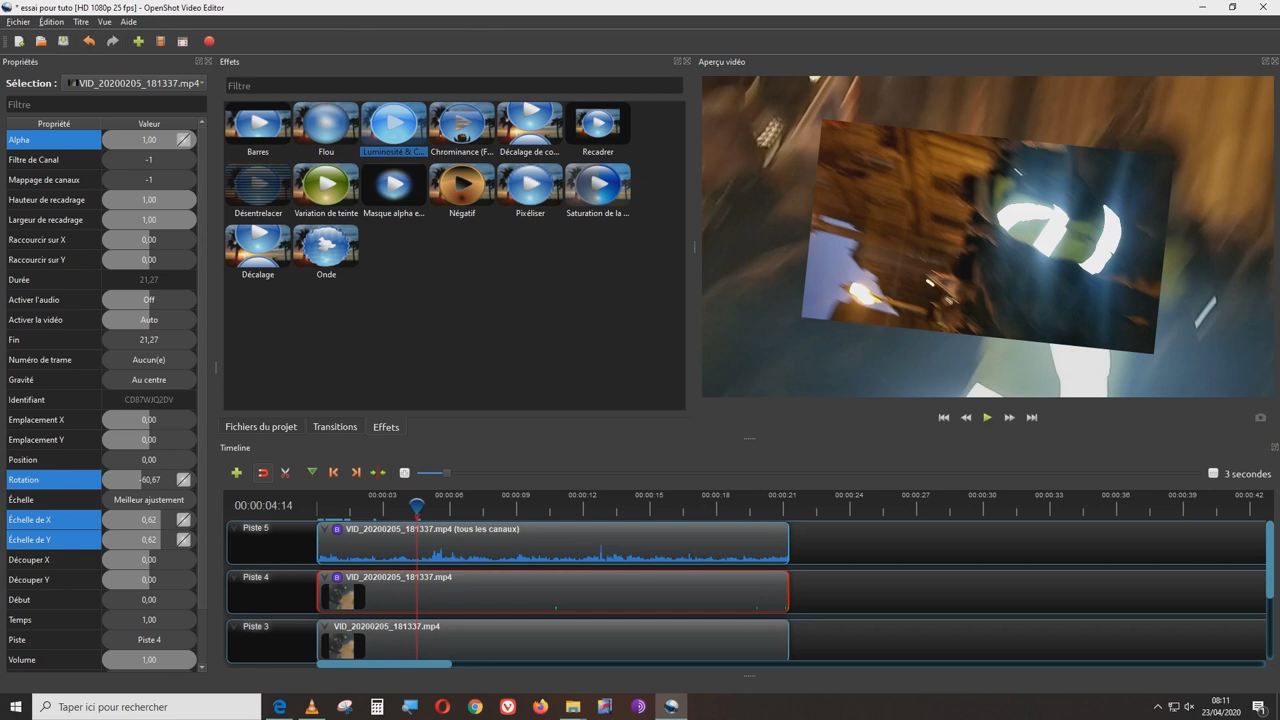 * essai pour tuto [HD 1080p 25 fps] - OpenShot Video Editor
Fichier Édition Titre Vue Aide
Propriétés
Sélection : VID_20200205_181337.mp4
Filtre
Propriété Valeur
Alpha 1,00
Filtre de Canal -1
Mappage de canaux -1
Hauteur de recadrage 1,00
Largeur de recadrage 1,00
Raccourcir sur X 0,00
Raccourcir sur Y 0,00
Durée 21,27
Activer l'audio Off
Activer la vidéo Auto
Fin 21,27
Numéro de trame Aucun(e)
Gravité Au centre
Identifiant CD87WJQ2DV
Emplacement X 0,00
Emplacement Y 0,00
Position 0,00
Rotation -60,67
Échelle Meilleur ajustement
Échelle de X 0,62
Échelle de Y 0,62
Découper X 0,00
Découper Y 0,00
Début 0,00
Temps 1,00
Piste Piste 4
Volume 1,00
Effets
Filtre
Barres Flou Luminosité & C... Chrominance (F... Décalage de co... Recadrer
Désentrelacer Variation de teinte Masque alpha e... Négatif Pixéliser Saturation de la ...
Décalage Onde
Fichiers du projet Transitions Effets
Aperçu vidéo
Timeline
3 secondes
00:00:04:14
00:00:03 00:00:06 00:00:09 00:00:12 00:00:15 00:00:18 00:00:21 00:00:24 00:00:27 00:00:30 00:00:33 00:00:36 00:00:39 00:00:42
Piste 5 B VID_20200205_181337.mp4 (tous les canaux)
Piste 4 B VID_20200205_181337.mp4
Piste 3 VID_20200205_181337.mp4
Taper ici pour rechercher
08:11
23/04/2020
1